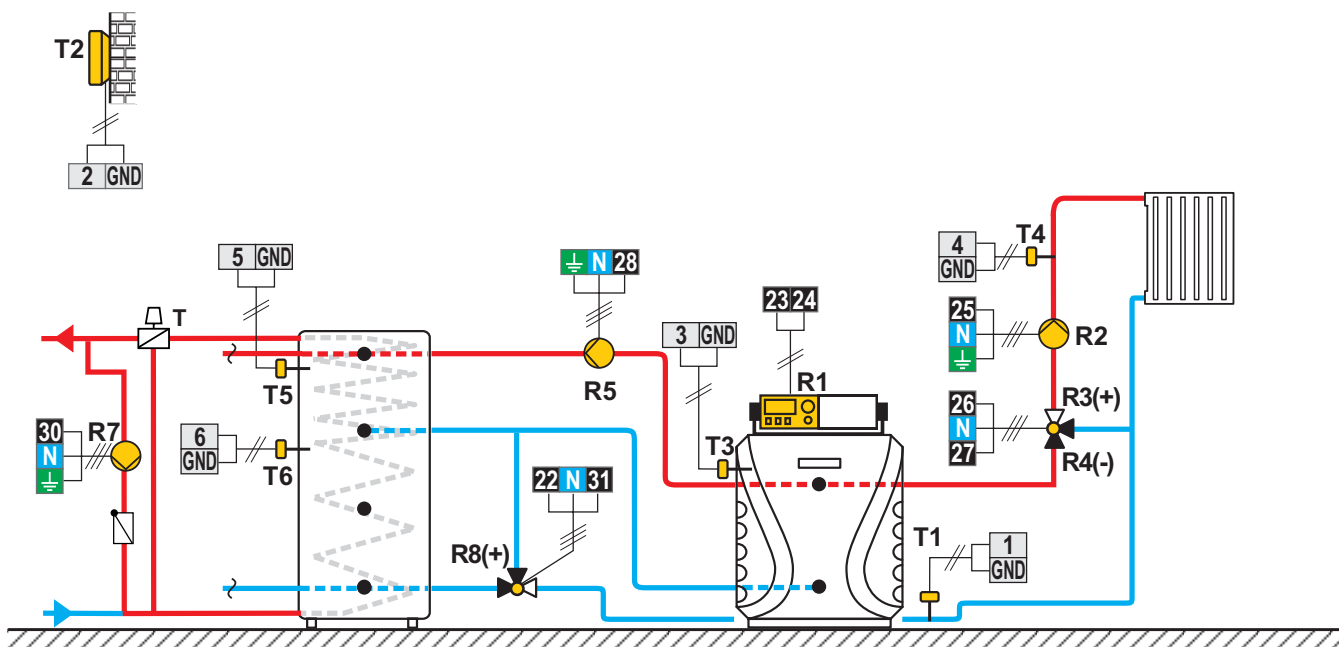 T2
2 GND
5 GND
N 28
23 24
4
GND
T4
T
3 GND
25
N
R2
T5
R5
R1
R3(+)
30
N
R7
6
GND
T6
T3
26
N
27
R4(-)
22 N 31
R8(+)
T1
1
GND